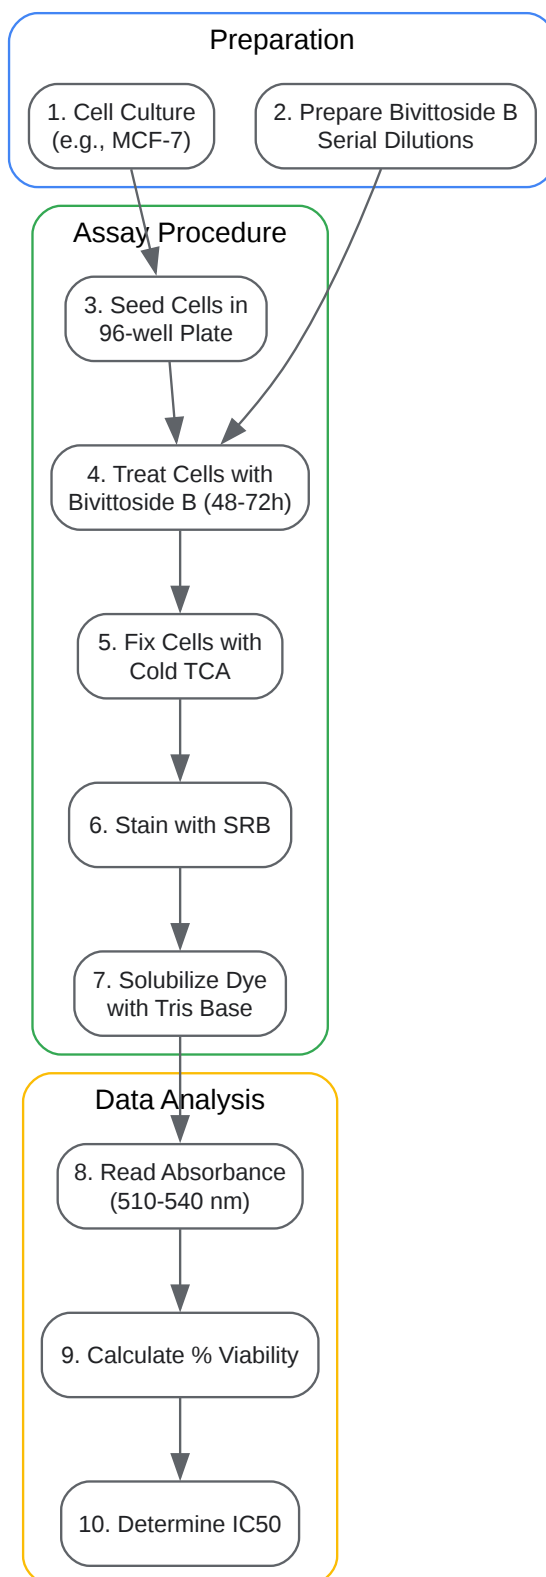 Preparation
1. Cell Culture
(e.g., MCF-7)
2. Prepare Bivittoside B
Serial Dilutions
Assay Procedure
3. Seed Cells in
96-well Plate
4. Treat Cells with
Bivittoside B (48-72h)
5. Fix Cells with
Cold TCA
6. Stain with SRB
7. Solubilize Dye
with Tris Base
Data Analysis
8. Read Absorbance
(510-540 nm)
9. Calculate % Viability
10. Determine IC50